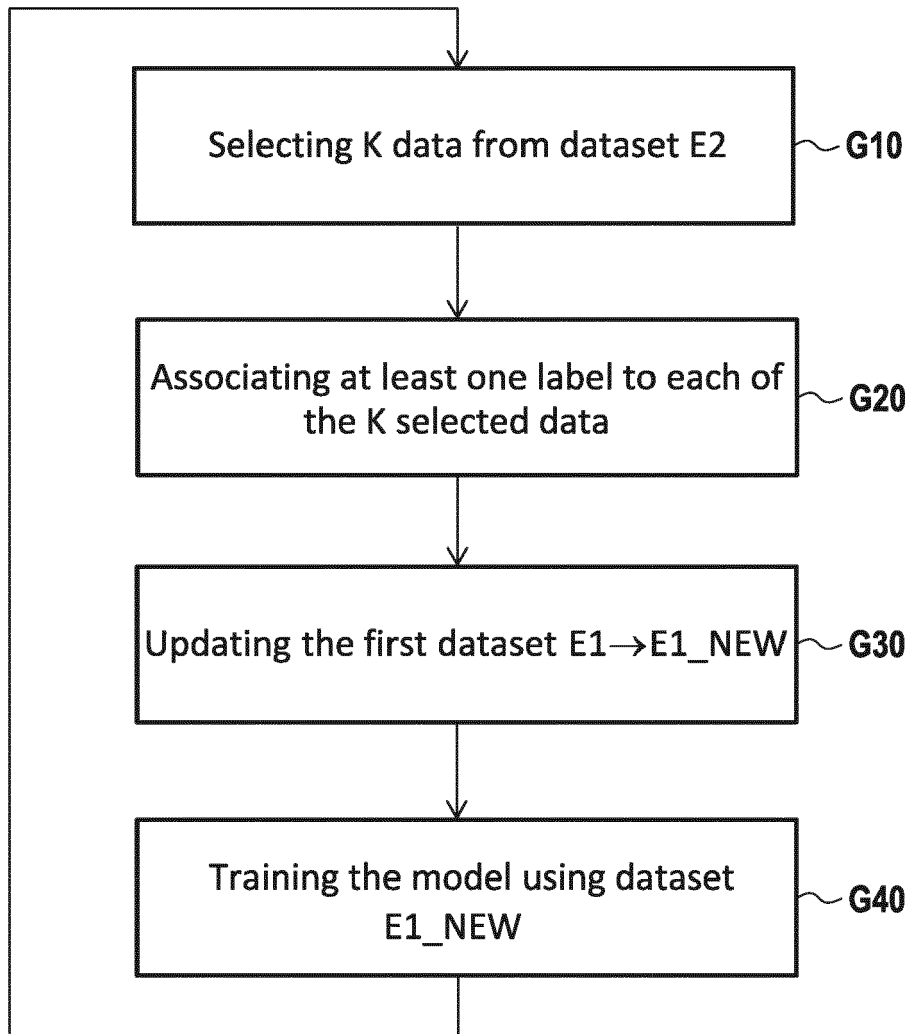 Selecting K data from dataset E2
G10
Associating at least one label to each of
the K selected data
G20
Updating the first dataset E1→E1_NEW
G30
Training the model using dataset
E1_NEW
G40